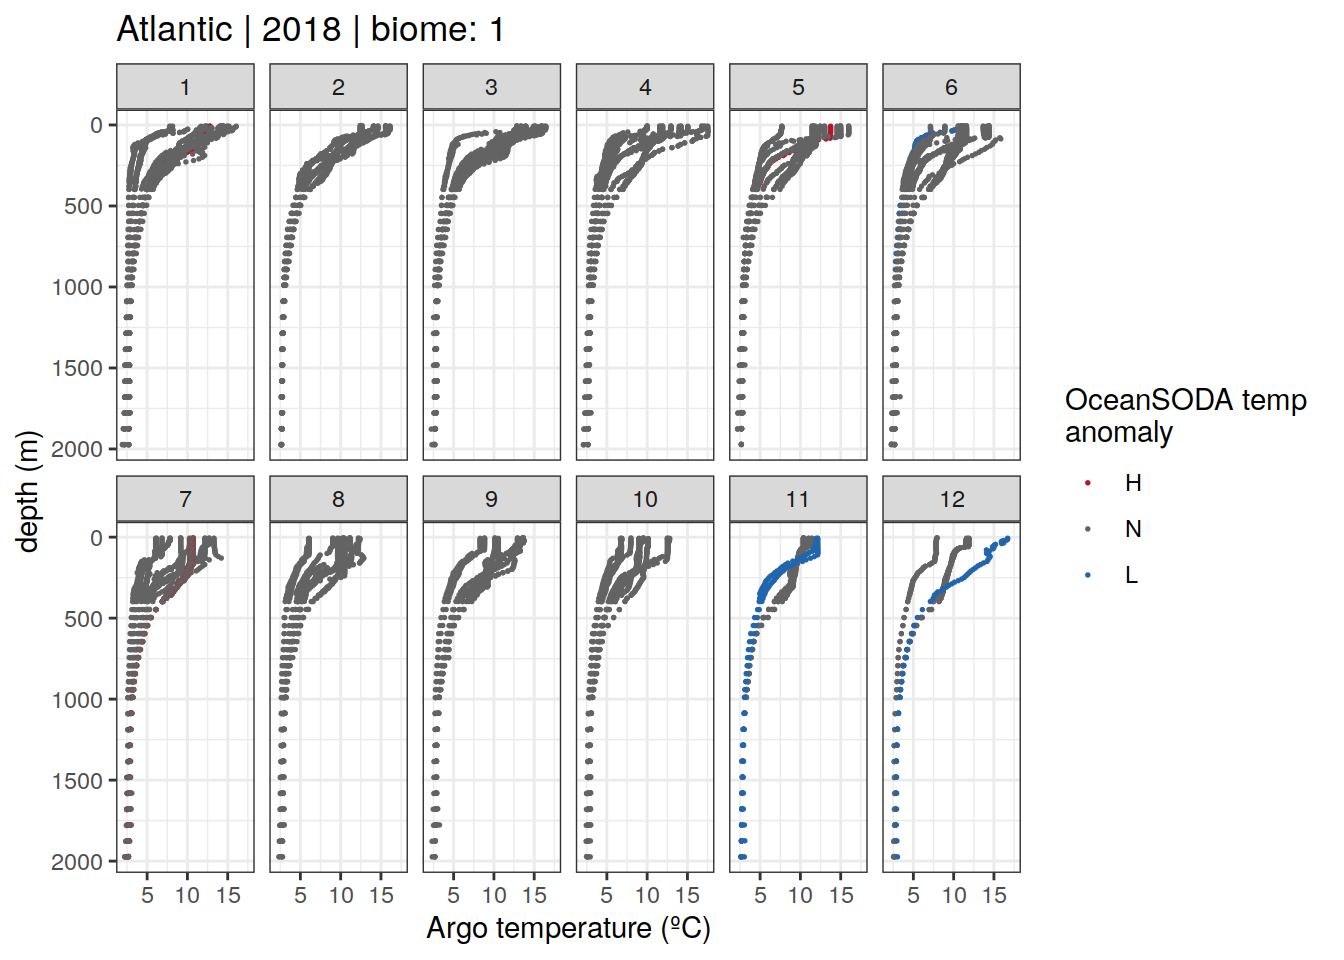 Atlantic | 2018 | biome: 1
1 2 3 4 5 6
0
500
1000
1500
2000
7 8 9 10 11 12
0
500
1000
1500
2000
5 10 15 5 10 15 5 10 15 5 10 15 5 10 15 5 10 15
Argo temperature (ºC)
depth (m)
OceanSODA temp
anomaly
H
N
L